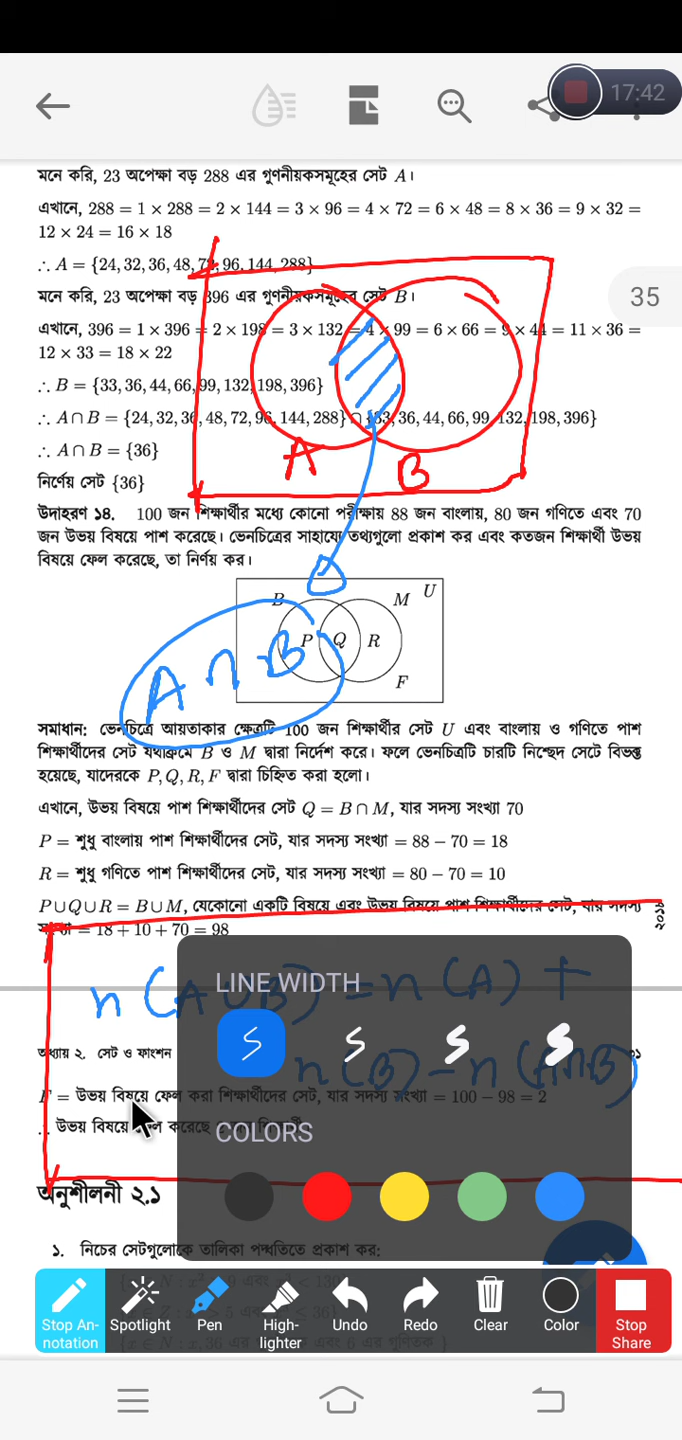 17:42
মনে করি, 23 অপেক্ষা বড় 288 এর গুণনীয়কসমূহের সেট A।
35
এখানে, 288 = 1 × 288 = 2 × 144 = 3 × 96 = 4 × 72 = 6 × 48 = 8 × 36 = 9 × 32 =
12 × 24 = 16 × 18
∴ A = {24, 32, 36, 48, 72, 96, 144, 288}
মনে করি, 23 অপেক্ষা বড় 396 এর গুণনীয়কসমূহের সেট B।
এখানে, 396 = 1 × 396 = 2 × 198 = 3 × 132 = 4 × 99 = 6 × 66 = 9 × 44 = 11 × 36 =
12 × 33 = 18 × 22
∴ B = {33, 36, 44, 66, 99, 132, 198, 396}
∴ A ∩ B = {24, 32, 36, 48, 72, 96, 144, 288} ∩ {33, 36, 44, 66, 99, 132, 198, 396}
∴ A ∩ B = {36}
A B
নির্ণেয় সেট {36}
উদাহরণ ১৪. 100 জন শিক্ষার্থীর মধ্যে কোনো পরীক্ষায় 88 জন বাংলায়, 80 জন গণিতে এবং 70
জন উভয় বিষয়ে পাশ করেছে। ভেনচিত্রের সাহায্যে তথ্যগুলো প্রকাশ কর এবং কতজন শিক্ষার্থী উভয়
বিষয়ে ফেল করেছে, তা নির্ণয় কর।
B M U
P Q R
F
A ∩ B
সমাধান: ভেনচিত্রে আয়তাকার ক্ষেত্রটি 100 জন শিক্ষার্থীর সেট U এবং বাংলায় ও গণিতে পাশ
শিক্ষার্থীদের সেট যথাক্রমে B ও M দ্বারা নির্দেশ করে। ফলে ভেনচিত্রটি চারটি নিশ্ছেদ সেটে বিভক্ত
হয়েছে, যাদেরকে P, Q, R, F দ্বারা চিহ্নিত করা হলো।
এখানে, উভয় বিষয়ে পাশ শিক্ষার্থীদের সেট Q = B ∩ M, যার সদস্য সংখ্যা 70
P = শুধু বাংলায় পাশ শিক্ষার্থীদের সেট, যার সদস্য সংখ্যা = 88 − 70 = 18
R = শুধু গণিতে পাশ শিক্ষার্থীদের সেট, যার সদস্য সংখ্যা = 80 − 70 = 10
P ∪ Q ∪ R = B ∪ M, যেকোনো একটি বিষয়ে এবং উভয় বিষয়ে পাশ শিক্ষার্থীদের সেট, যার সদস্য
সংখ্যা = 18 + 10 + 70 = 98
n (A ∪ B) = n (A) +
n (B) − n (A∩B)
LINE WIDTH
অধ্যায় ২. সেট ও ফাংশন
F = উভয় বিষয়ে ফেল করা শিক্ষার্থীদের সেট, যার সদস্য সংখ্যা = 100 − 98 = 2
∴ উভয় বিষয়ে ফেল করেছে
COLORS
অনুশীলনী ২.১
১. নিচের সেটগুলোকে তালিকা পদ্ধতিতে প্রকাশ কর:
Stop An-
notation
Spotlight
Pen
High-
lighter
Undo
Redo
Clear
Color
Stop
Share